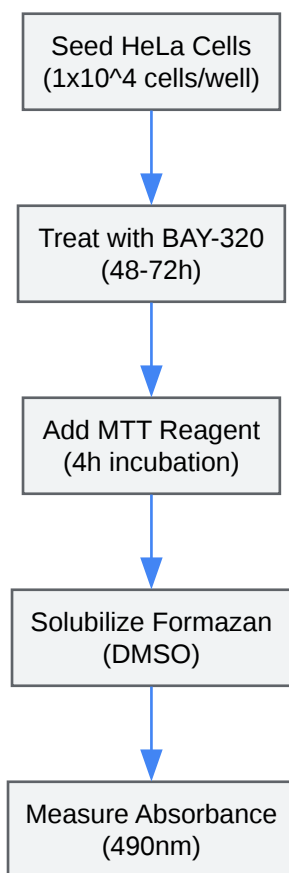 Seed HeLa Cells
(1x10^4 cells/well)
Treat with BAY-320
(48-72h)
Add MTT Reagent
(4h incubation)
Solubilize Formazan
(DMSO)
Measure Absorbance
(490nm)